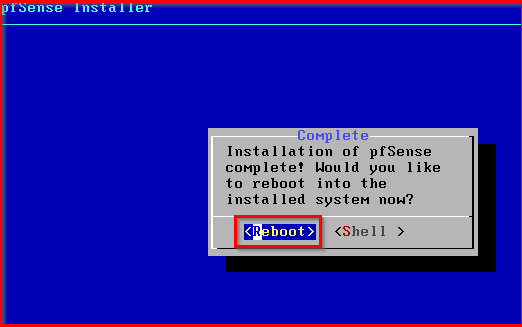 pfSense Installer
Complete
Installation of pfSense
complete! Would you like
to reboot into the
installed system now?
<Reboot> <Shell >